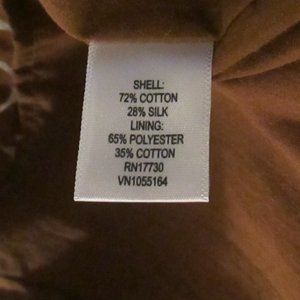 SHELL:
72% COTTON
28% SILK
LINING:
65% POLYESTER
35% COTTON
RN17730
VN1055164